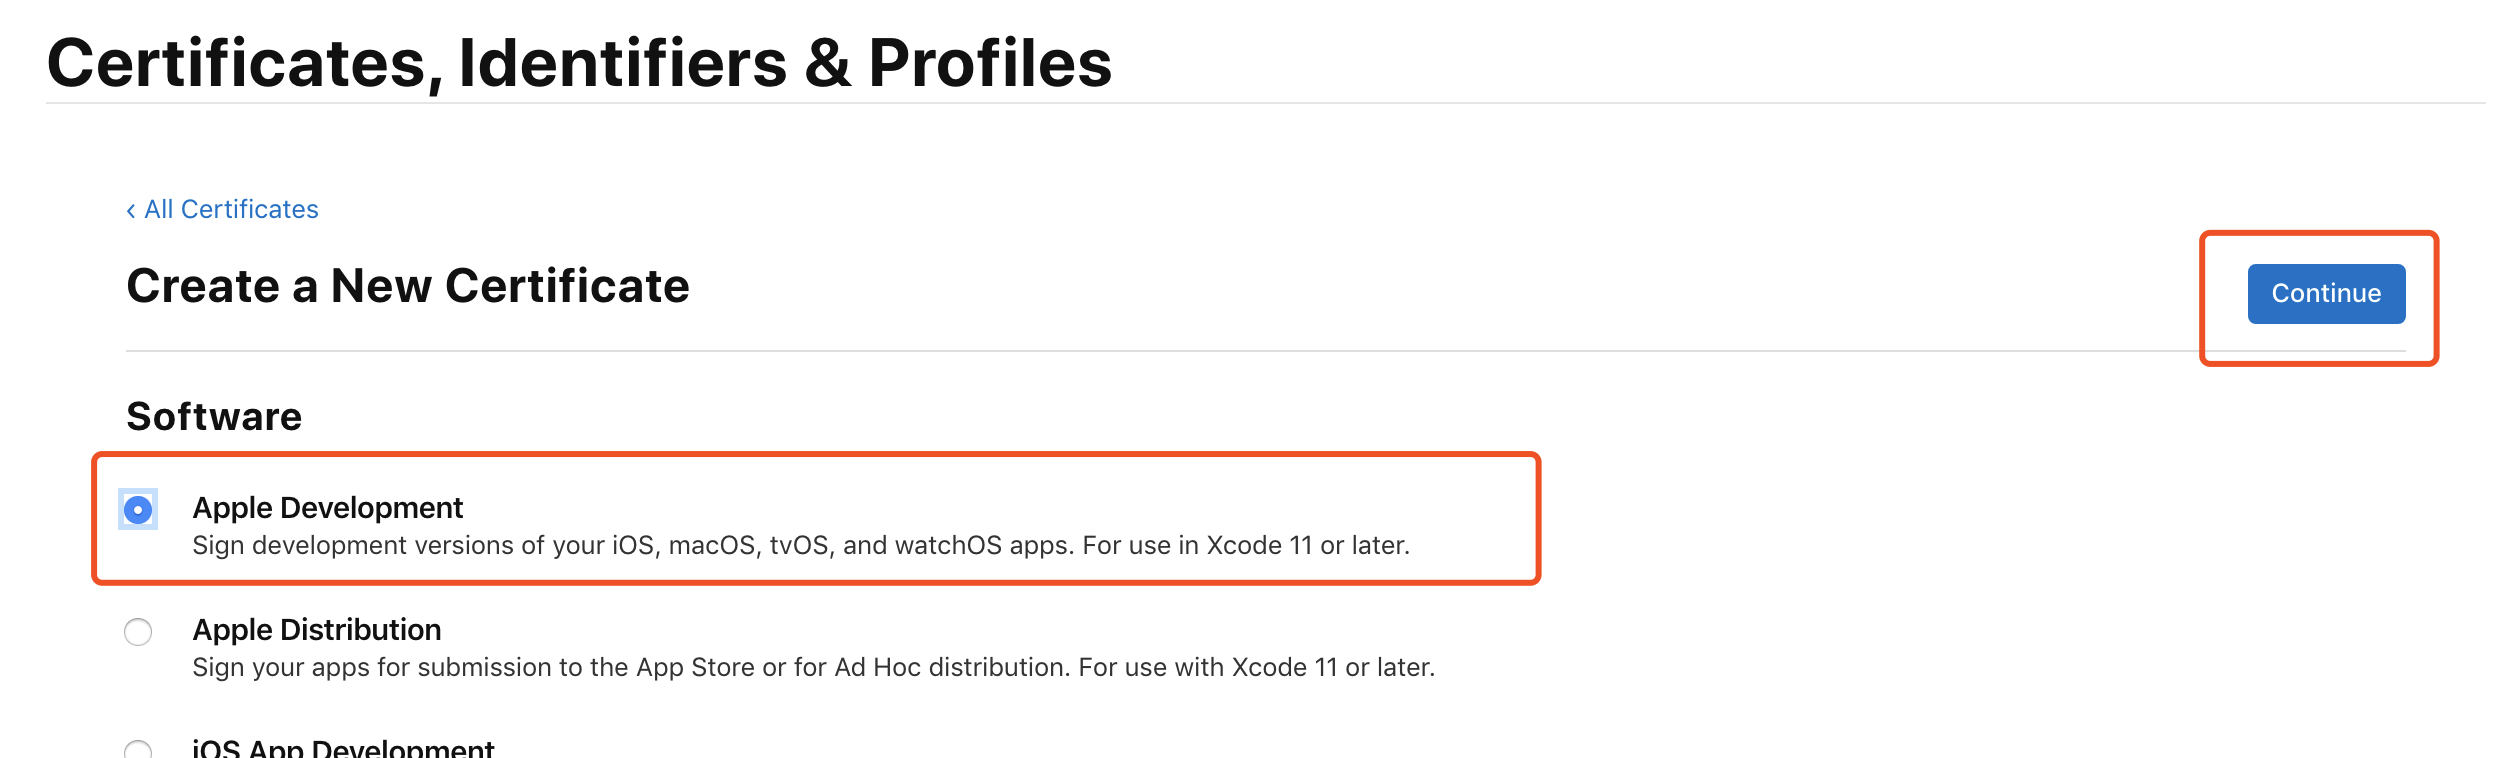 Certificates, Identifiers & Profiles
‹ All Certificates
Create a New Certificate
Continue
Software
Apple Development
Sign development versions of your iOS, macOS, tvOS, and watchOS apps. For use in Xcode 11 or later.
Apple Distribution
Sign your apps for submission to the App Store or for Ad Hoc distribution. For use with Xcode 11 or later.
iOS App Development